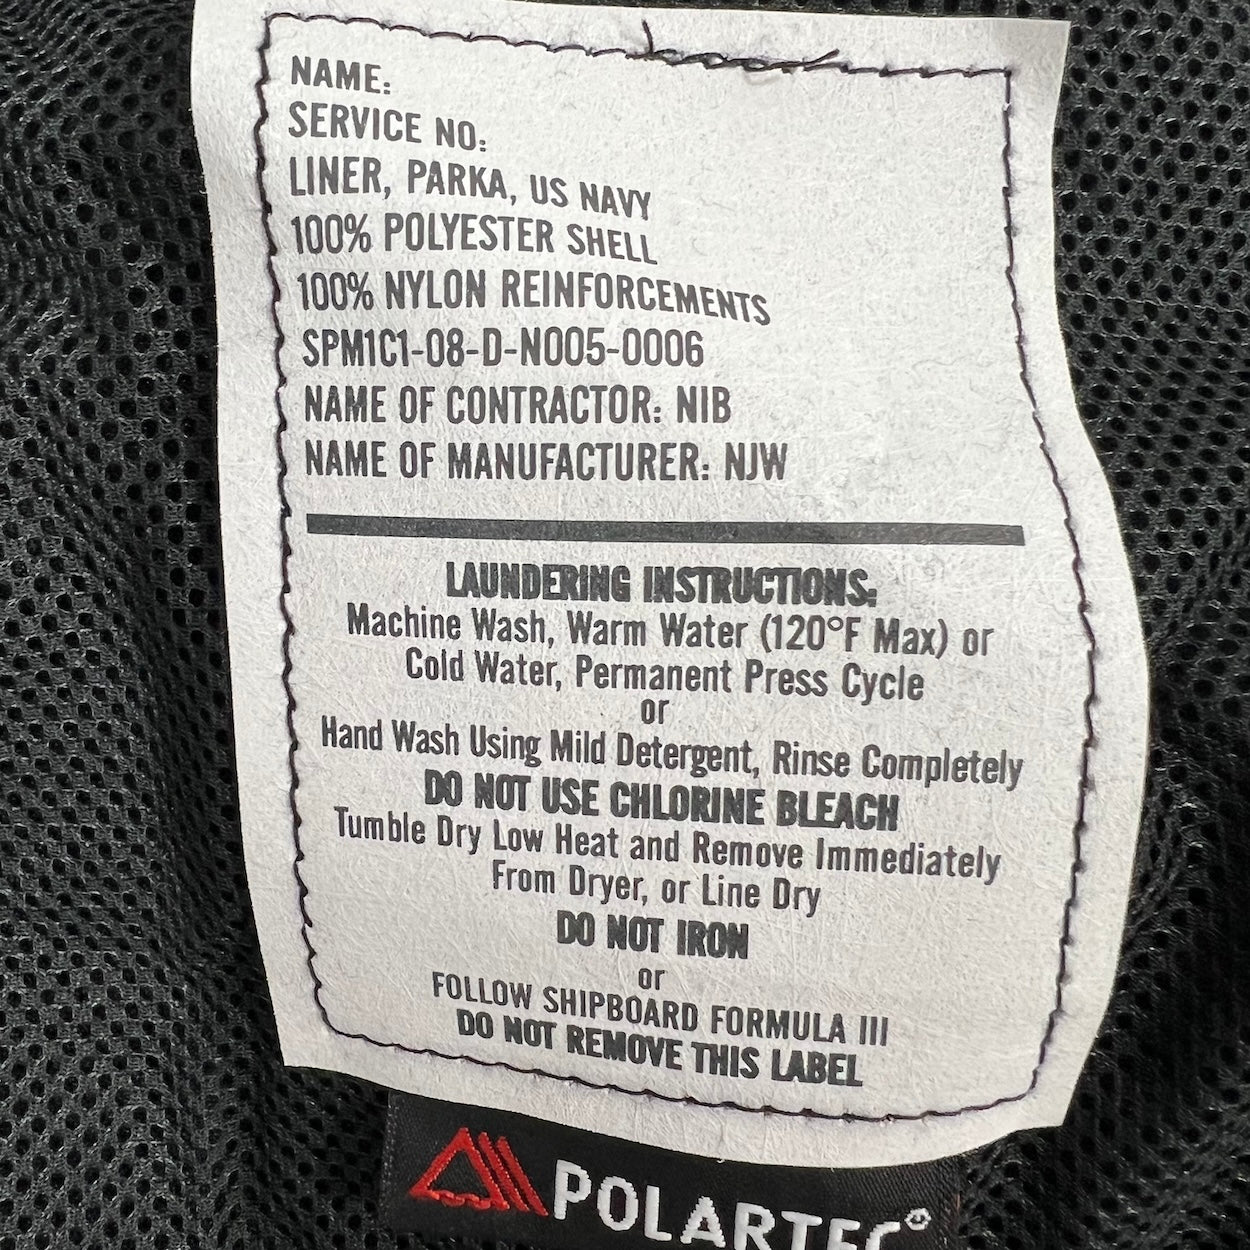 NAME:
SERVICE NO:
LINER, PARKA, US NAVY
100% POLYESTER SHELL
100% NYLON REINFORCEMENTS
SPM1C1-08-D-N005-0006
NAME OF CONTRACTOR: NIB
NAME OF MANUFACTURER: NJW
LAUNDERING INSTRUCTIONS:
Machine Wash, Warm Water (120°F Max) or
Cold Water, Permanent Press Cycle
or
Hand Wash Using Mild Detergent, Rinse Completely
DO NOT USE CHLORINE BLEACH
Tumble Dry Low Heat and Remove Immediately
From Dryer, or Line Dry
DO NOT IRON
or
FOLLOW SHIPBOARD FORMULA III
DO NOT REMOVE THIS LABEL
POLARTEC®